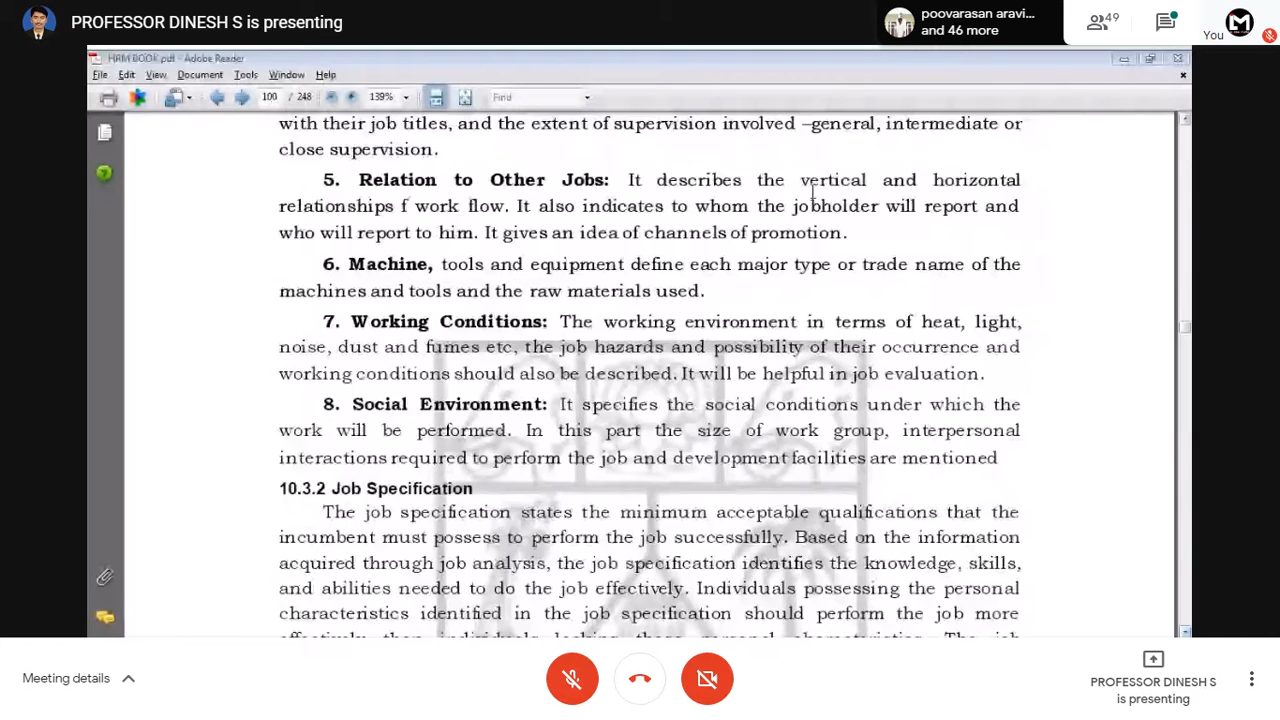 PROFESSOR DINESH S is presenting
poovarasan aravi...
and 46 more
49
You
HRM BOOK.pdf - Adobe Reader
File Edit View Document Tools Window Help
100 / 248 139% Find
with their job titles, and the extent of supervision involved –general, intermediate or
close supervision.
5. Relation to Other Jobs: It describes the vertical and horizontal
relationships f work flow. It also indicates to whom the jobholder will report and
who will report to him. It gives an idea of channels of promotion.
6. Machine, tools and equipment define each major type or trade name of the
machines and tools and the raw materials used.
7. Working Conditions: The working environment in terms of heat, light,
noise, dust and fumes etc, the job hazards and possibility of their occurrence and
working conditions should also be described. It will be helpful in job evaluation.
8. Social Environment: It specifies the social conditions under which the
work will be performed. In this part the size of work group, interpersonal
interactions required to perform the job and development facilities are mentioned
10.3.2 Job Specification
The job specification states the minimum acceptable qualifications that the
incumbent must possess to perform the job successfully. Based on the information
acquired through job analysis, the job specification identifies the knowledge, skills,
and abilities needed to do the job effectively. Individuals possessing the personal
characteristics identified in the job specification should perform the job more
effectively than individuals lacking these personal characteristics. The job
Meeting details
PROFESSOR DINESH S
is presenting